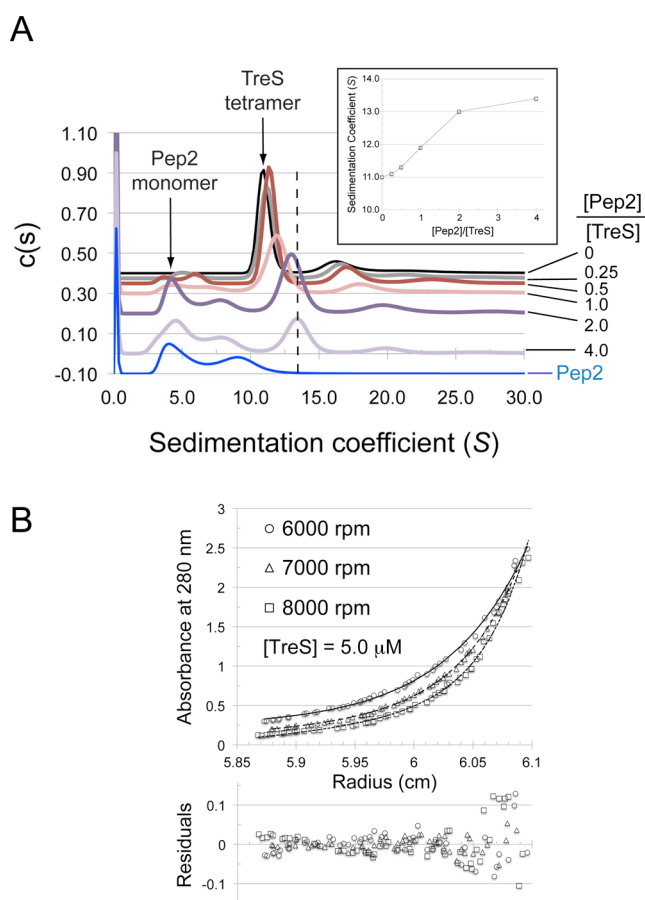 A
TreS
tetramer
Pep2
monomer
c(s)
1.10
0.90
0.70
0.50
0.30
0.10
-0.10
0.0
5.0
10.0
15.0
20.0
25.0
30.0
Sedimentation coefficient (S)
Sedimentation Coefficient (S)
14.0
13.0
12.0
11.0
10.0
0
1
2
3
4
[Pep2]/[TreS]
[Pep2]
[TreS]
0
0.25
0.5
1.0
2.0
4.0
Pep2
B
Absorbance at 280 nm
3
2.5
2
1.5
1
0.5
0
6000 rpm
7000 rpm
8000 rpm
[TreS] = 5.0 μM
5.85
5.9
5.95
6
6.05
6.1
Radius (cm)
Residuals
0.1
0
-0.1